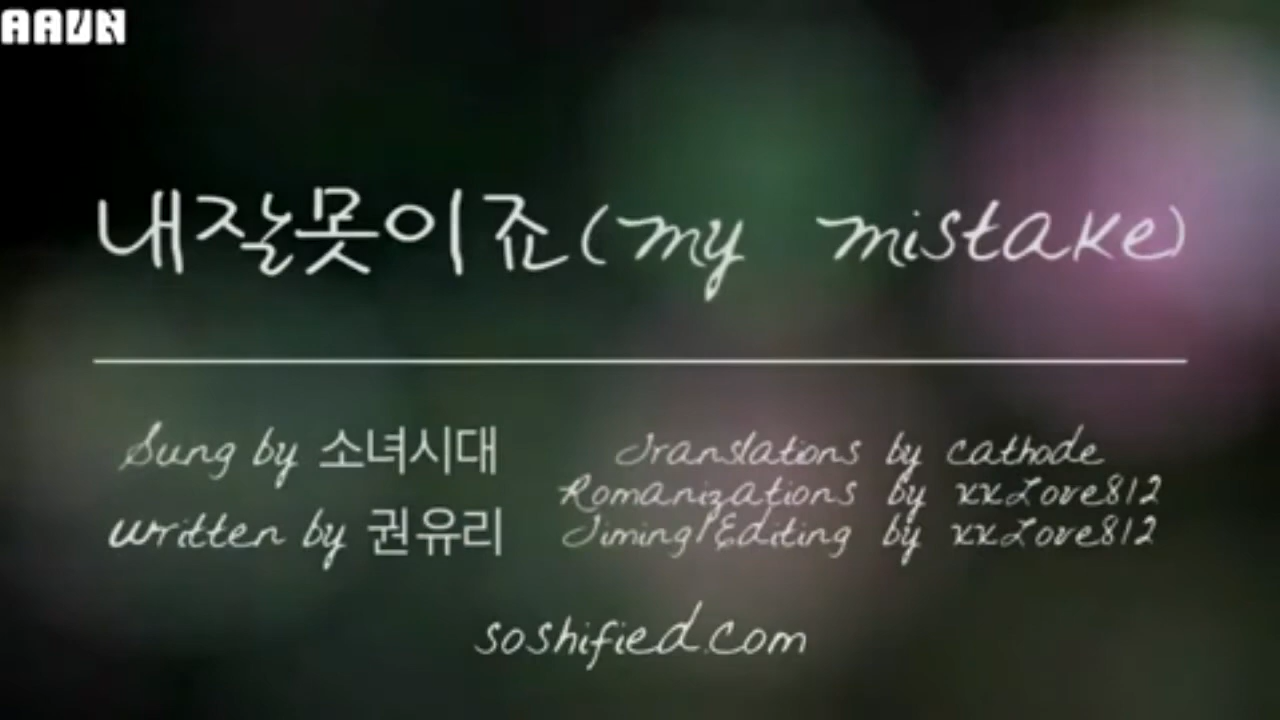 AAUN
내잘못이죠(my mistake)
Sung by 소녀시대
written by 권유리
Translations by cathode
Romanizations by xxLove812
Timing/Editing by xxLove812
soshified.com